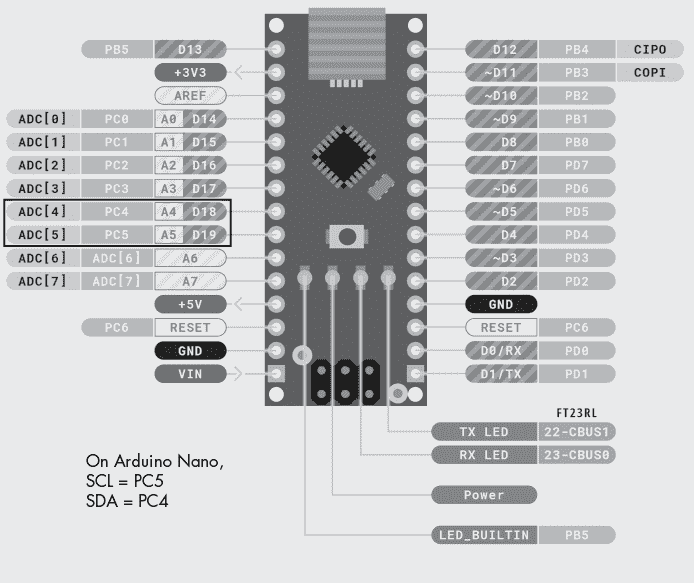 PB5 D13 D12 PB4 CIPO
+3V3 ~D11 PB3 COPI
AREF ~D10 PB2
ADC[0] PC0 A0 D14 ~D9 PB1
ADC[1] PC1 A1 D15 D8 PB0
ADC[2] PC2 A2 D16 D7 PD7
ADC[3] PC3 A3 D17 ~D6 PD6
ADC[4] PC4 A4 D18 ~D5 PD5
ADC[5] PC5 A5 D19 D4 PD4
ADC[6] ADC[6] A6 ~D3 PD3
ADC[7] ADC[7] A7 D2 PD2
+5V GND
PC6 RESET RESET PC6
GND D0/RX PD0
VIN D1/TX PD1
FT23RL
TX LED 22-CBUS1
RX LED 23-CBUS0
Power
LED_BUILTIN PB5
On Arduino Nano,
SCL = PC5
SDA = PC4